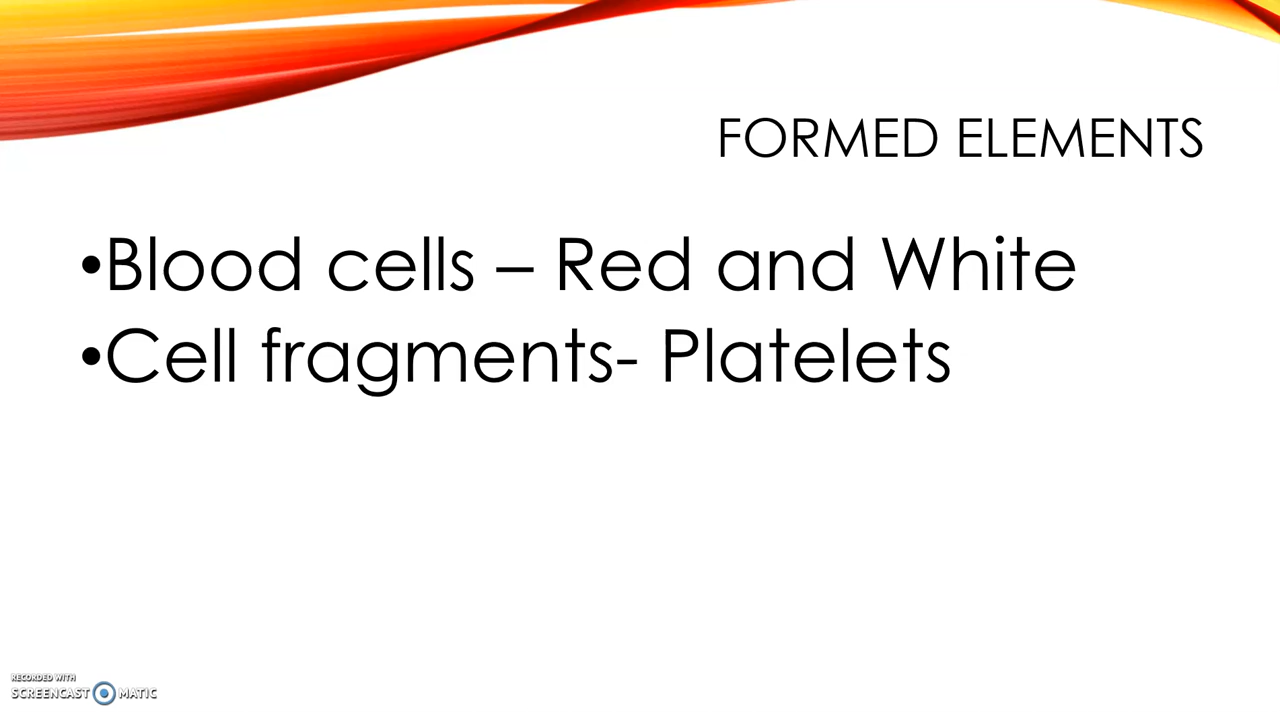 FORMED ELEMENTS
•Blood cells – Red and White
•Cell fragments- Platelets
RECORDED WITH
SCREENCAST MATIC